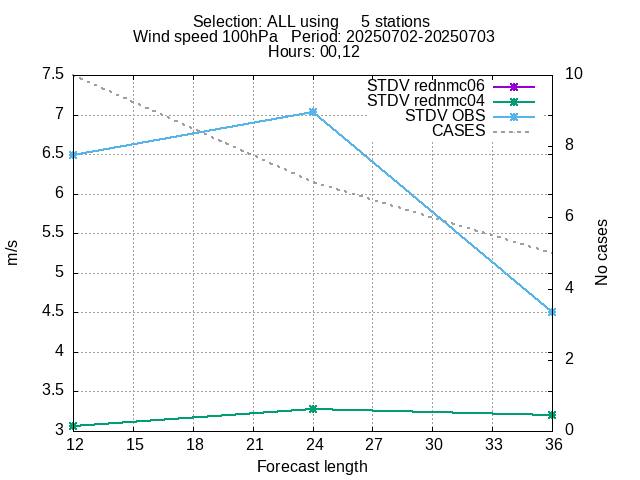 Selection: ALL using 5 stations
Wind speed 100hPa Period: 20250702-20250703
Hours: 00,12
STDV rednmc06
STDV rednmc04
STDV OBS
CASES
7.5
7
6.5
6
5.5
5
4.5
4
3.5
3
10
8
6
4
2
0
m/s
No cases
12 15 18 21 24 27 30 33 36
Forecast length